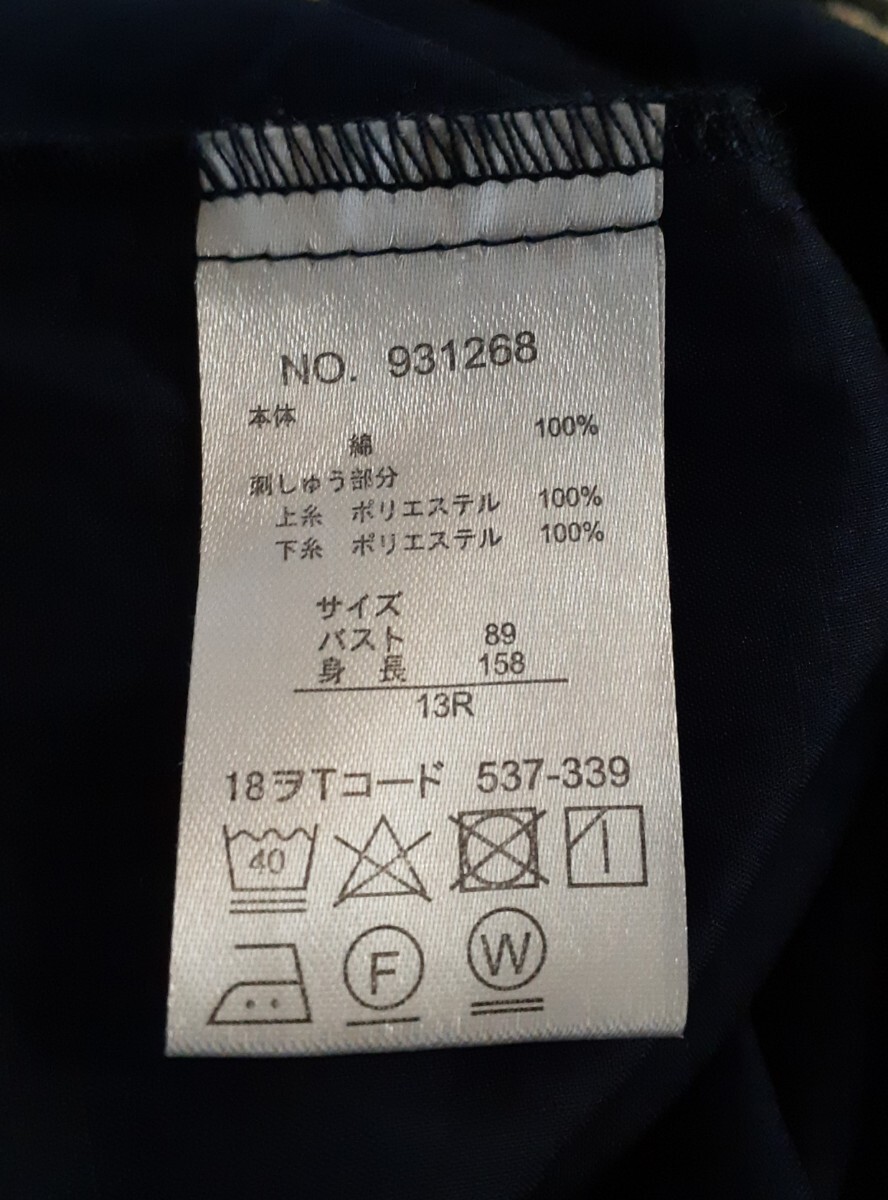 NO. 931268
本体
綿 100%
刺しゅう部分
上糸 ポリエステル 100%
下糸 ポリエステル 100%
サイズ
バスト 89
身 長 158
13R
18ヲTコード 537-339
40
F W